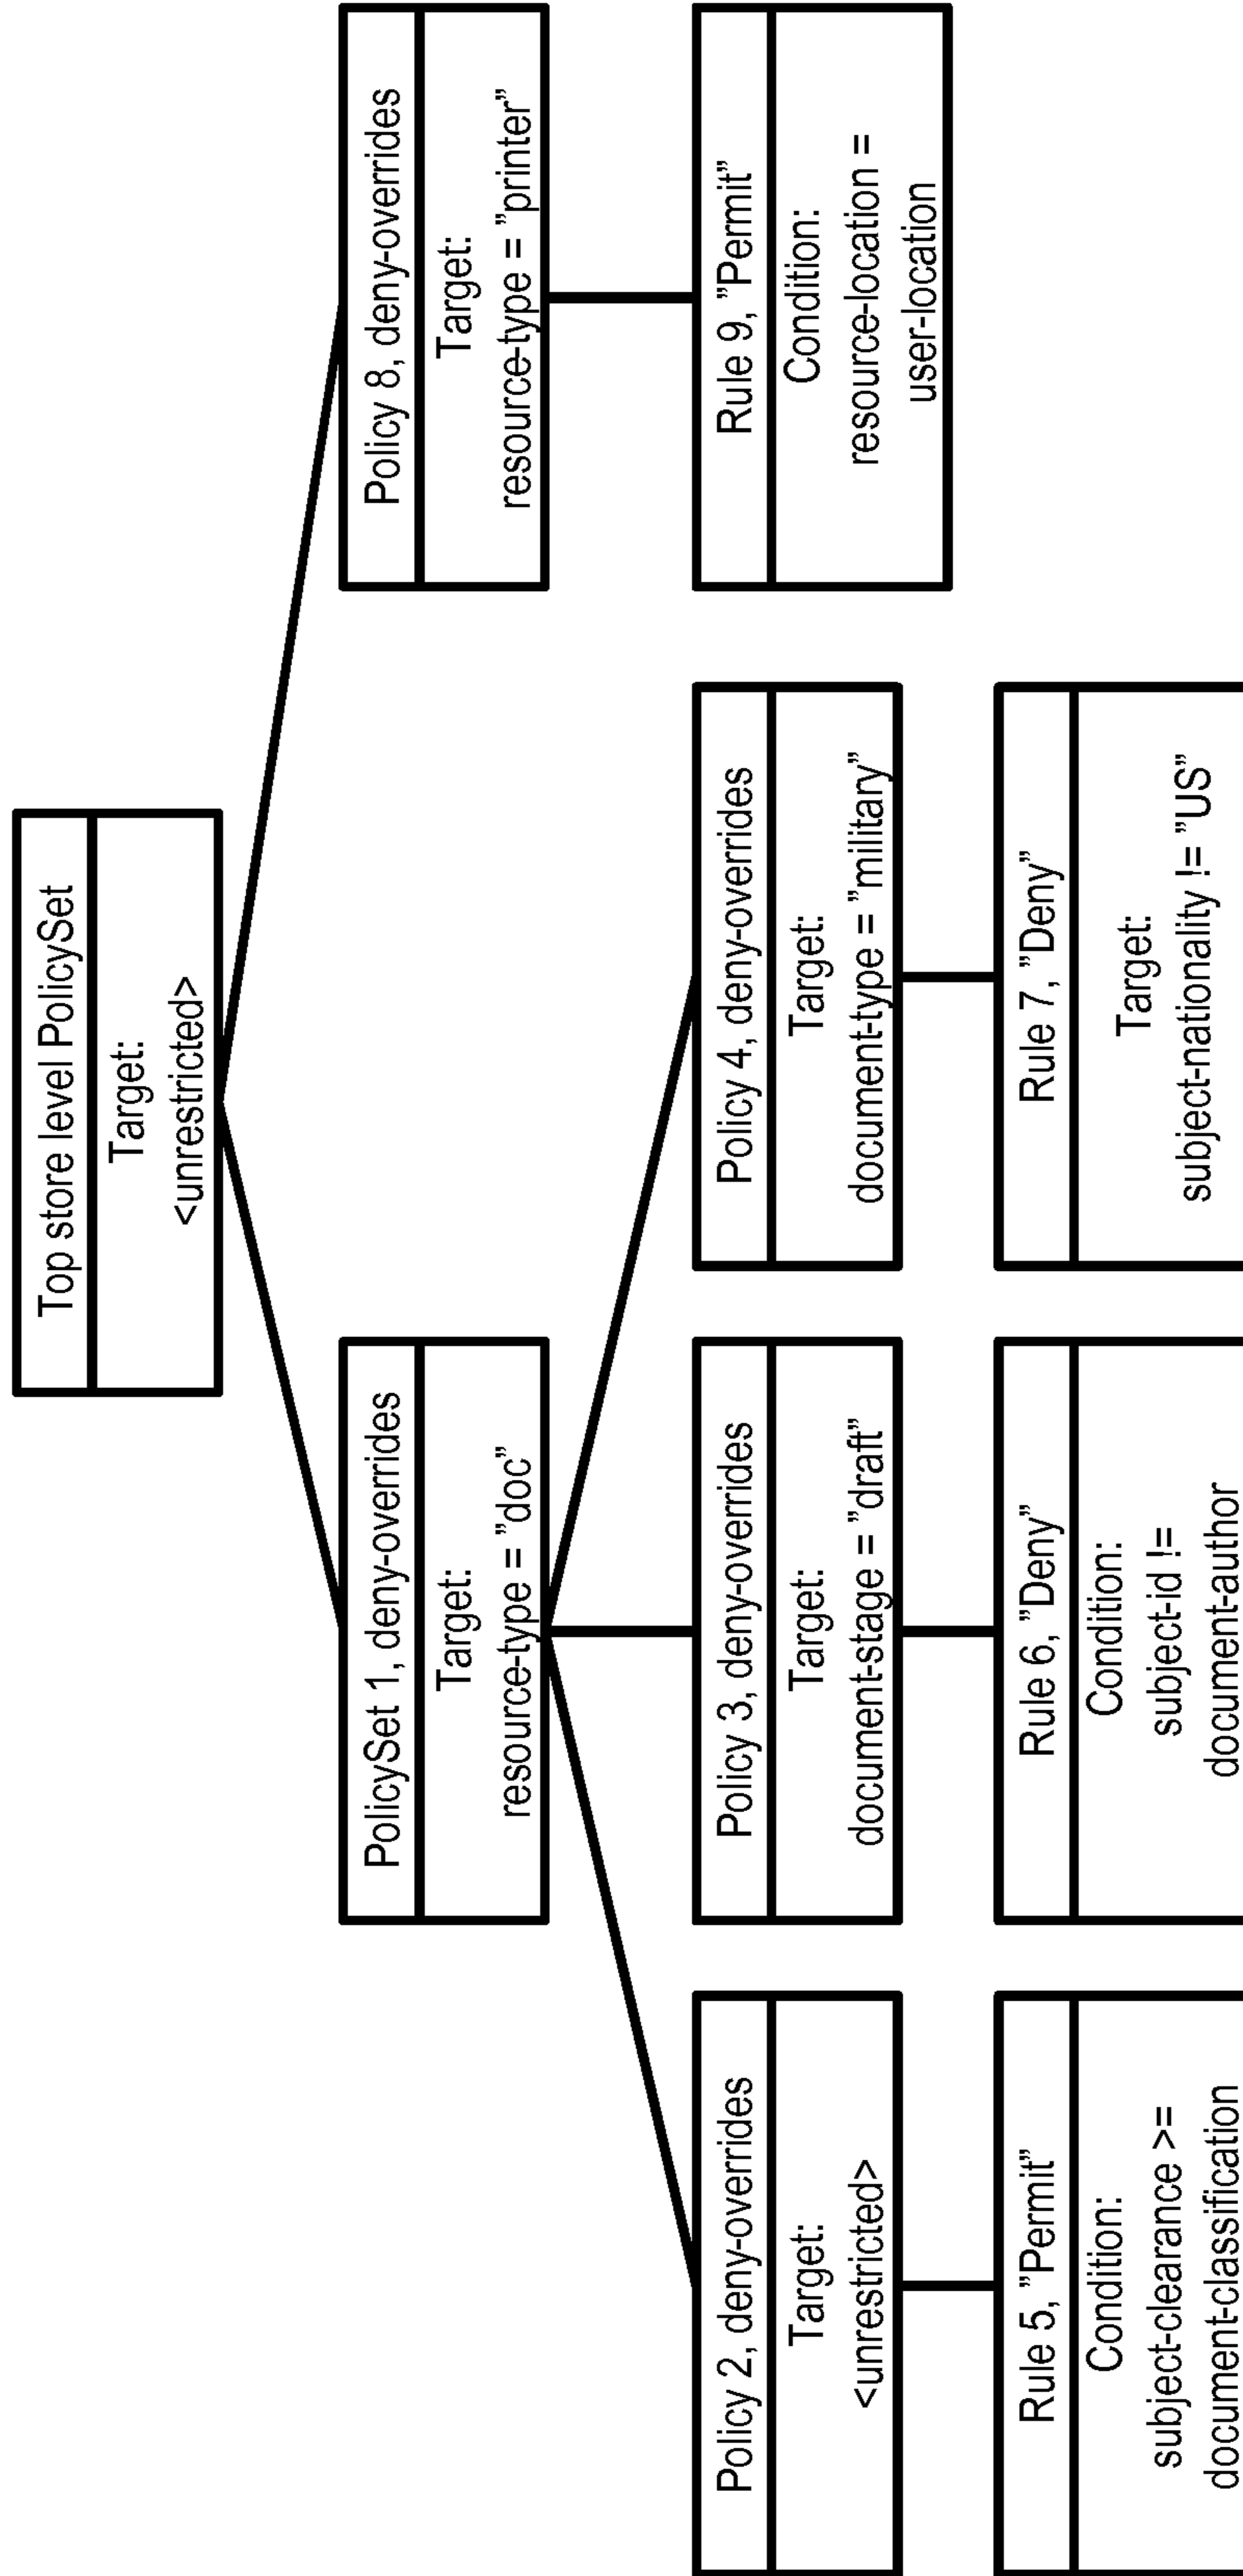 Top store level PolicySet
Target:
<unrestricted>
PolicySet 1, deny-overrides
Target:
resource-type = ”doc”
Policy 8, deny-overrides
Target:
resource-type = ”printer”
Policy 2, deny-overrides
Target:
<unrestricted>
Policy 3, deny-overrides
Target:
document-stage = ”draft”
Policy 4, deny-overrides
Target:
document-type = ”military”
Rule 9, ”Permit”
Condition:
resource-location =
user-location
Rule 5, ”Permit”
Condition:
subject-clearance >=
document-classification
Rule 6, ”Deny”
Condition:
subject-id !=
document-author
Rule 7, ”Deny”
Target:
subject-nationality != ”US”